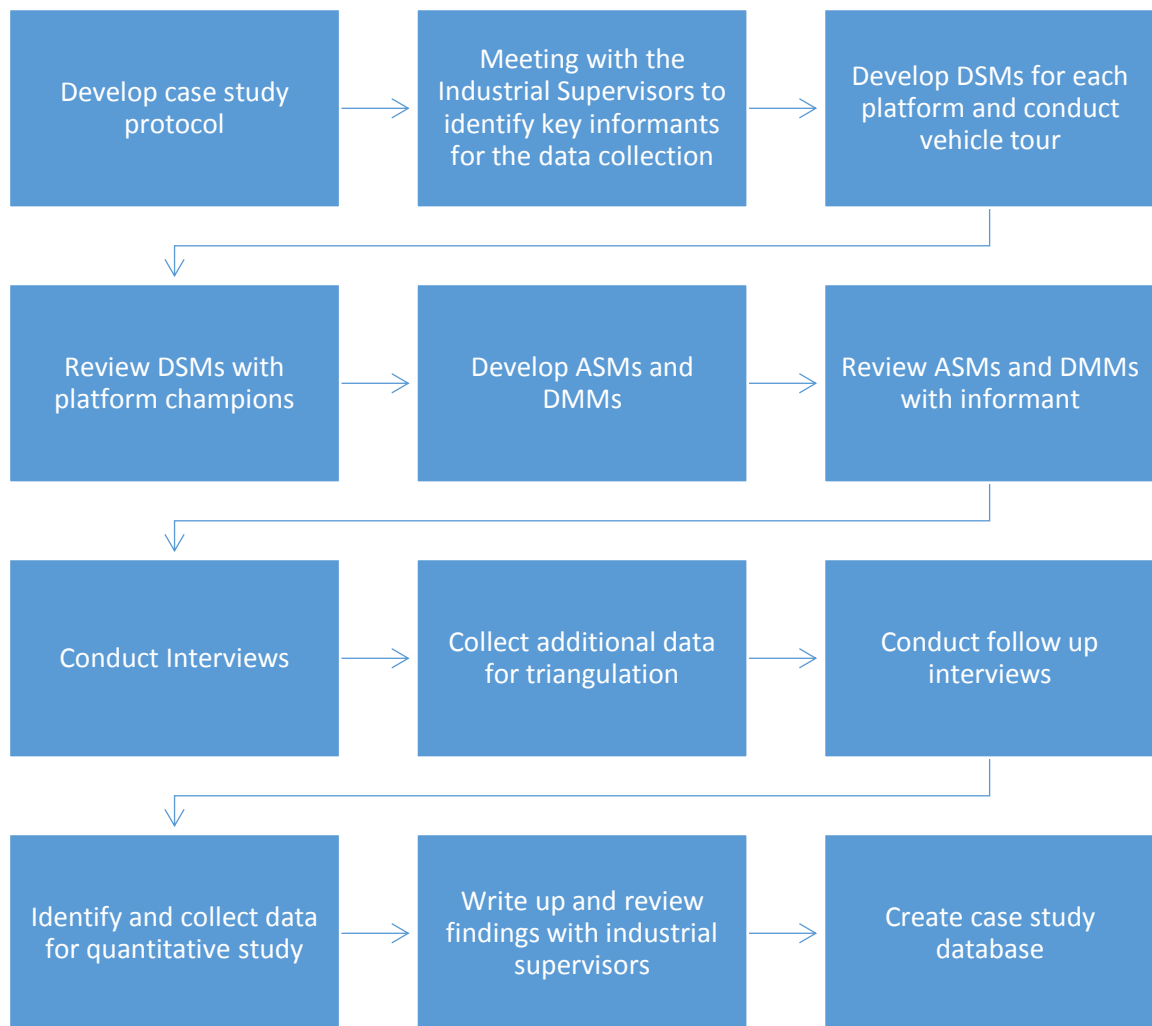 Develop case study
protocol
Meeting with the
Industrial Supervisors to
identify key informants
for the data collection
Develop DSMs for each
platform and conduct
vehicle tour
Review DSMs with
platform champions
Develop ASMs and
DMMs
Review ASMs and DMMs
with informant
Conduct Interviews
Collect additional data
for triangulation
Conduct follow up
interviews
Identify and collect data
for quantitative study
Write up and review
findings with industrial
supervisors
Create case study
database